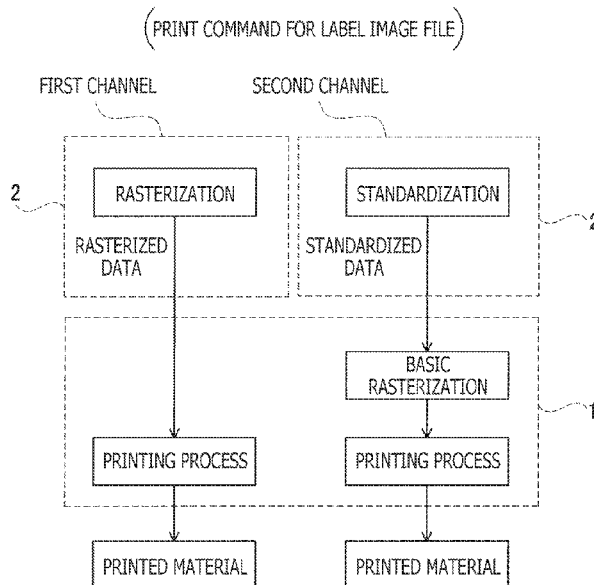 (PRINT COMMAND FOR LABEL IMAGE FILE)
FIRST CHANNEL
SECOND CHANNEL
2
RASTERIZATION
STANDARDIZATION
2
RASTERIZED
DATA
STANDARDIZED
DATA
BASIC
RASTERIZATION
1
PRINTING PROCESS
PRINTING PROCESS
PRINTED MATERIAL
PRINTED MATERIAL